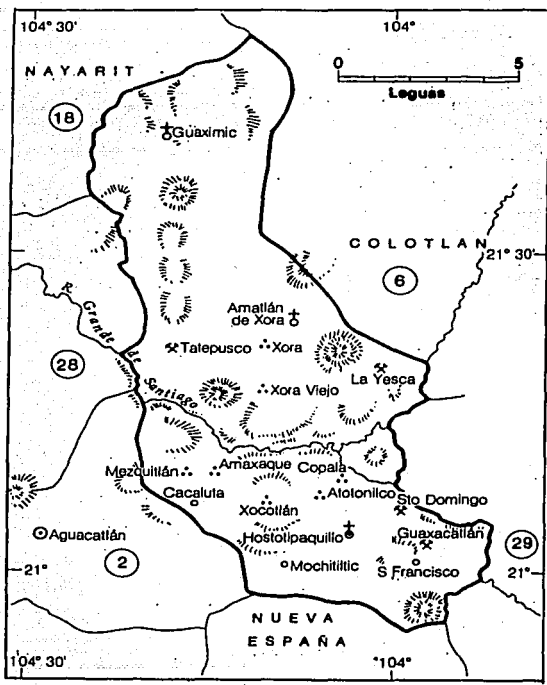 104° 30'
104°
NAYARIT
0 5
Leguas
18
Guaximic
COLOTLAN
21° 30'
6
R. Grande de Santiago
Amatlán
de Xora
Tatepusco
Xora
La Yesca
28
Xora Viejo
Mezquitlán
Amaxaque
Copala
Cacaluta
Xocotlán
Atotonilco
Sto Domingo
Aguacatlán
Hostotipaquillo
Guaxacatlán
2
Mochitiltic
S Francisco
29
21°
21°
NUEVA
ESPAÑA
104° 30'
104°